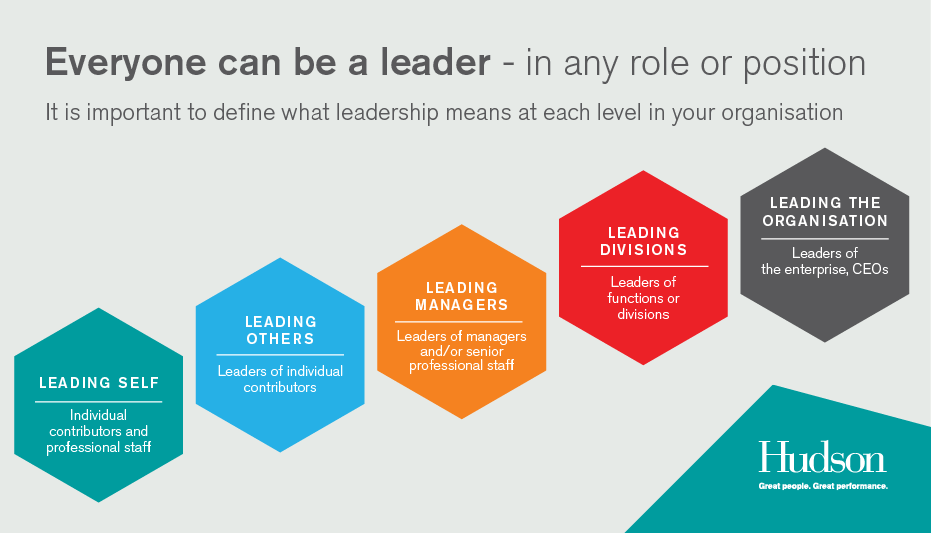 Everyone can be a leader - in any role or position
It is important to define what leadership means at each level in your organisation
LEADING SELF
Individual
contributors and
professional staff
LEADING
OTHERS
Leaders of individual
contributors
LEADING
MANAGERS
Leaders of managers
and/or senior
professional staff
LEADING
DIVISIONS
Leaders of
functions or
divisions
LEADING THE
ORGANISATION
Leaders of
the enterprise, CEOs
Hudson
Great people. Great performance.